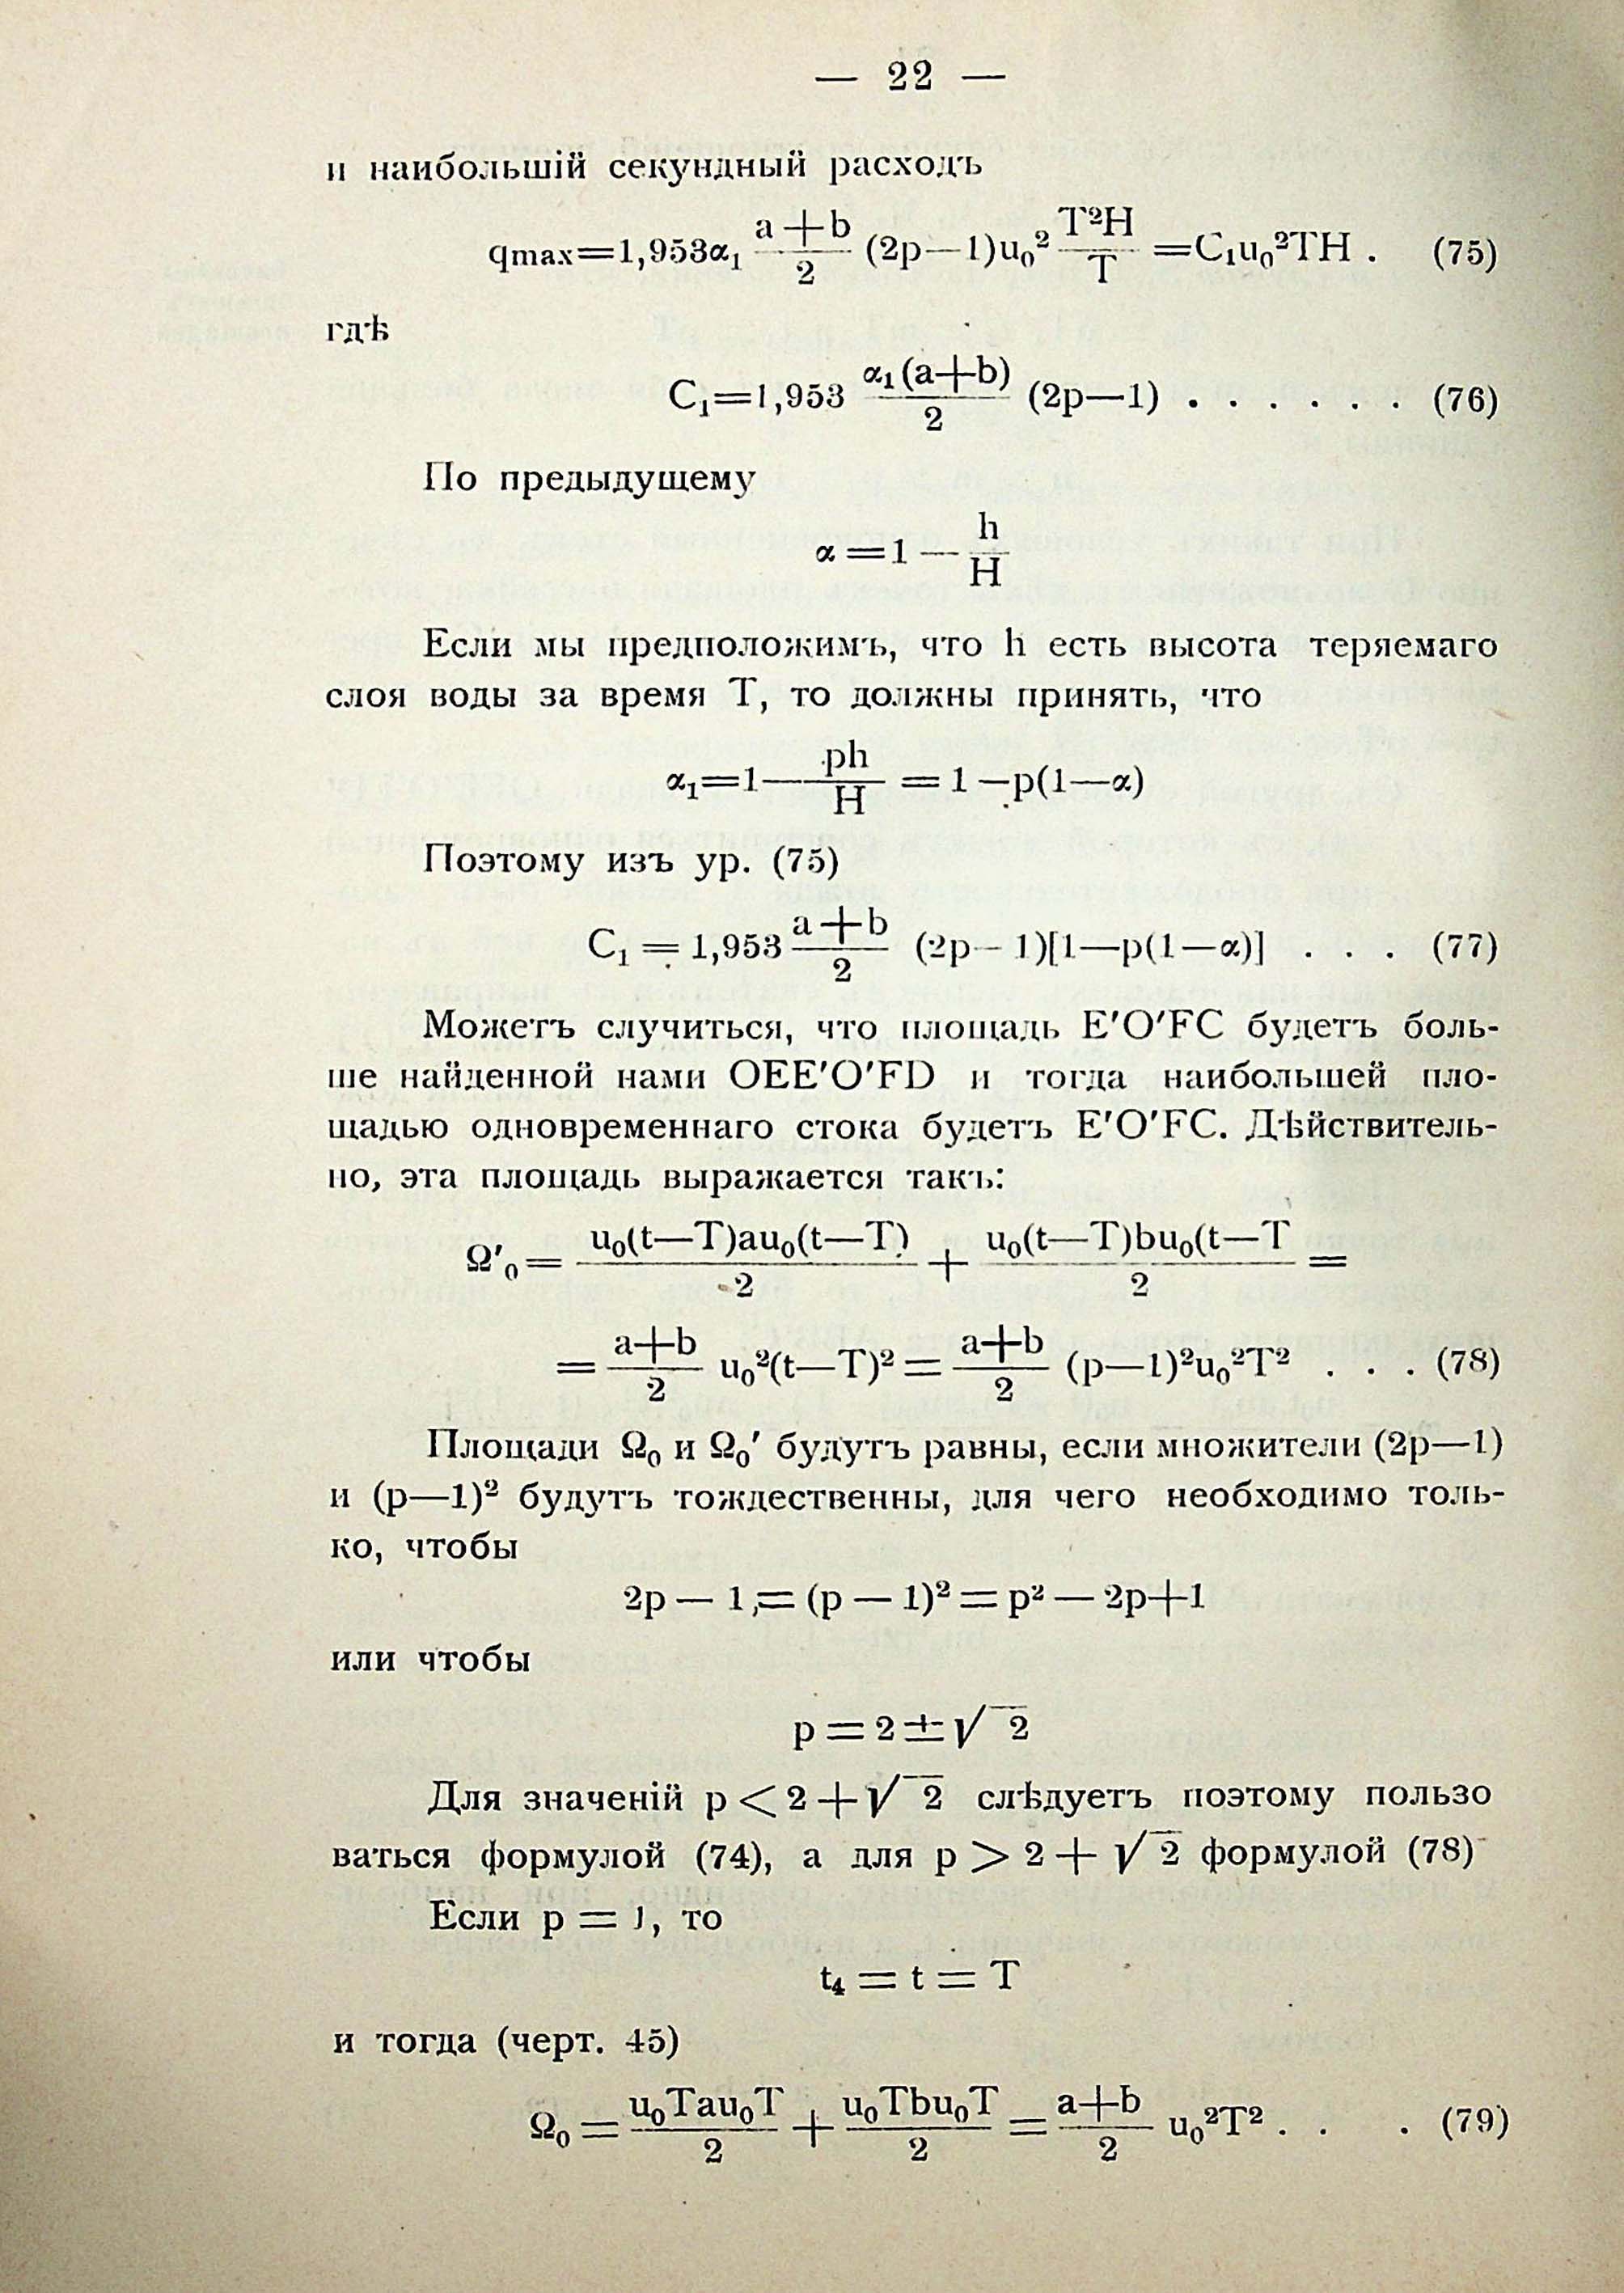 — 22 —
и наибольшій секундный расходъ
qmax=1,953α₁ (a+b)/2 (2p—1)u₀² T²H/T =C₁u₀²TH . (75)
гдѣ
C₁=1,953 α₁(a+b)/2 (2p—1) . . . . . . (76)
По предыдущему
α=1 — h/H
Если мы предположимъ, что h есть высота теряемаго
слоя воды за время T, то должны принять, что
α₁=1— ph/H = 1 —p(1—α)
Поэтому изъ ур. (75)
C₁ = 1,953 (a+b)/2 (2p—1)[1—p(1—α)] . . . (77)
Можетъ случиться, что площадь E′O′FC будетъ боль-
ше найденной нами OEE′O′FD и тогда наибольшей пло-
щадью одновременнаго стока будетъ E′O′FC. Дѣйствитель-
но, эта площадь выражается такъ:
Ω′₀= u₀(t—T)au₀(t—T)/2 + u₀(t—T)bu₀(t—T/2 =
= (a+b)/2 u₀²(t—T)²= (a+b)/2 (p—1)²u₀²T² . . . (78)
Площади Ω₀ и Ω₀′ будутъ равны, если множители (2p—1)
и (p—1)² будутъ тождественны, для чего необходимо толь-
ко, чтобы
2p — 1 = (p — 1)² = p² — 2p+1
или чтобы
p = 2 ± √2
Для значеній p < 2 + √2 слѣдуетъ поэтому пользо
ваться формулой (74), а для p > 2 + √2 формулой (78)
Если p = 1, то
t₄ = t = T
и тогда (черт. 45)
Ω₀ = u₀Tau₀T/2 + u₀Tbu₀T/2 = (a+b)/2 u₀²T² . . . (79)